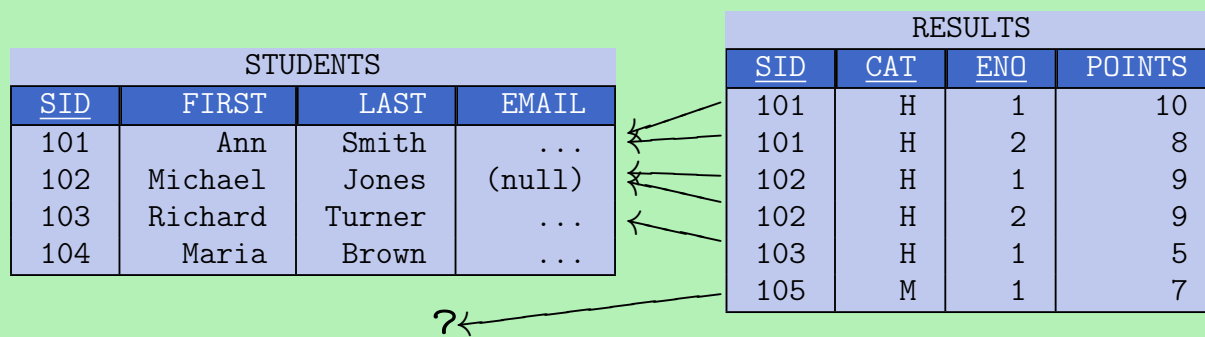 STUDENTS
SID FIRST LAST EMAIL
101 Ann Smith ...
102 Michael Jones (null)
103 Richard Turner ...
104 Maria Brown ...
RESULTS
SID CAT ENO POINTS
101 H 1 10
101 H 2 8
102 H 1 9
102 H 2 9
103 H 1 5
105 M 1 7
?